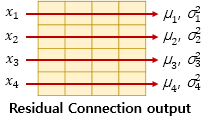 x₁ μ₁, σ₁²
x₂ μ₂, σ₂²
x₃ μ₃, σ₃²
x₄ μ₄, σ₄²
Residual Connection output